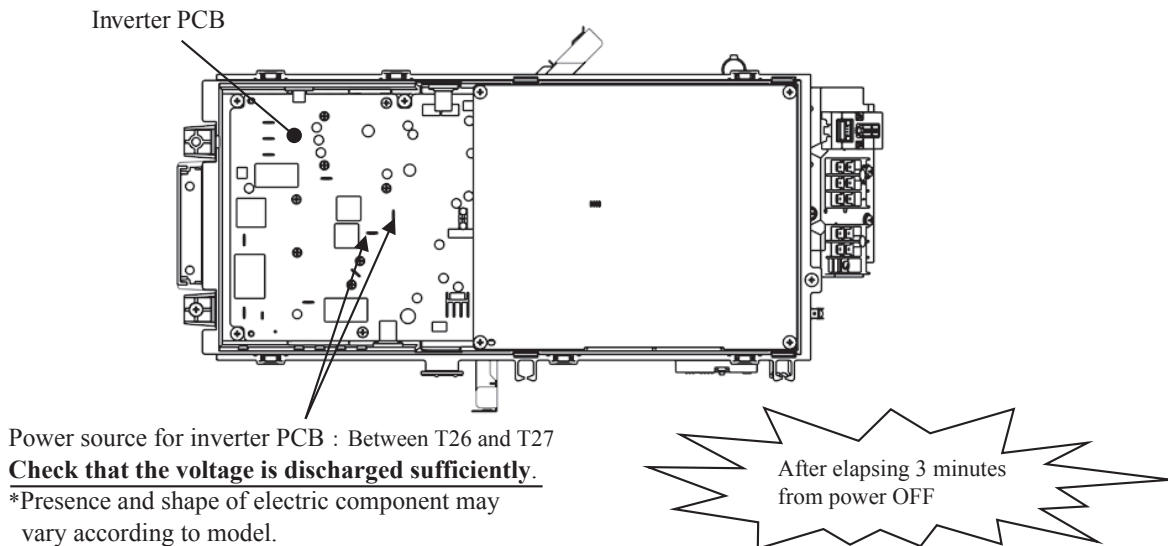 Inverter PCB
Power source for inverter PCB : Between T26 and T27
Check that the voltage is discharged sufficiently.
*Presence and shape of electric component may
vary according to model.
After elapsing 3 minutes
from power OFF